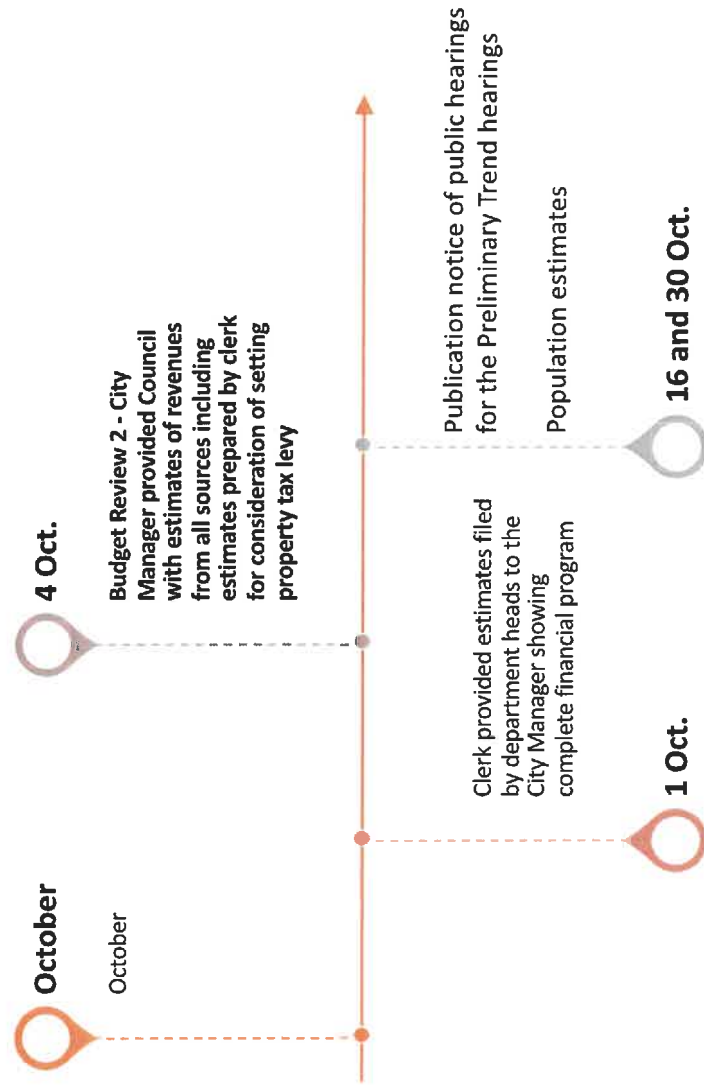 October
October
1 Oct.
Clerk provided estimates filed
by department heads to the
City Manager showing
complete financial program
4 Oct.
Budget Review 2 - City
Manager provided Council
with estimates of revenues
from all sources including
estimates prepared by clerk
for consideration of setting
property tax levy
16 and 30 Oct.
Publication notice of public hearings
for the Preliminary Trend hearings
Population estimates